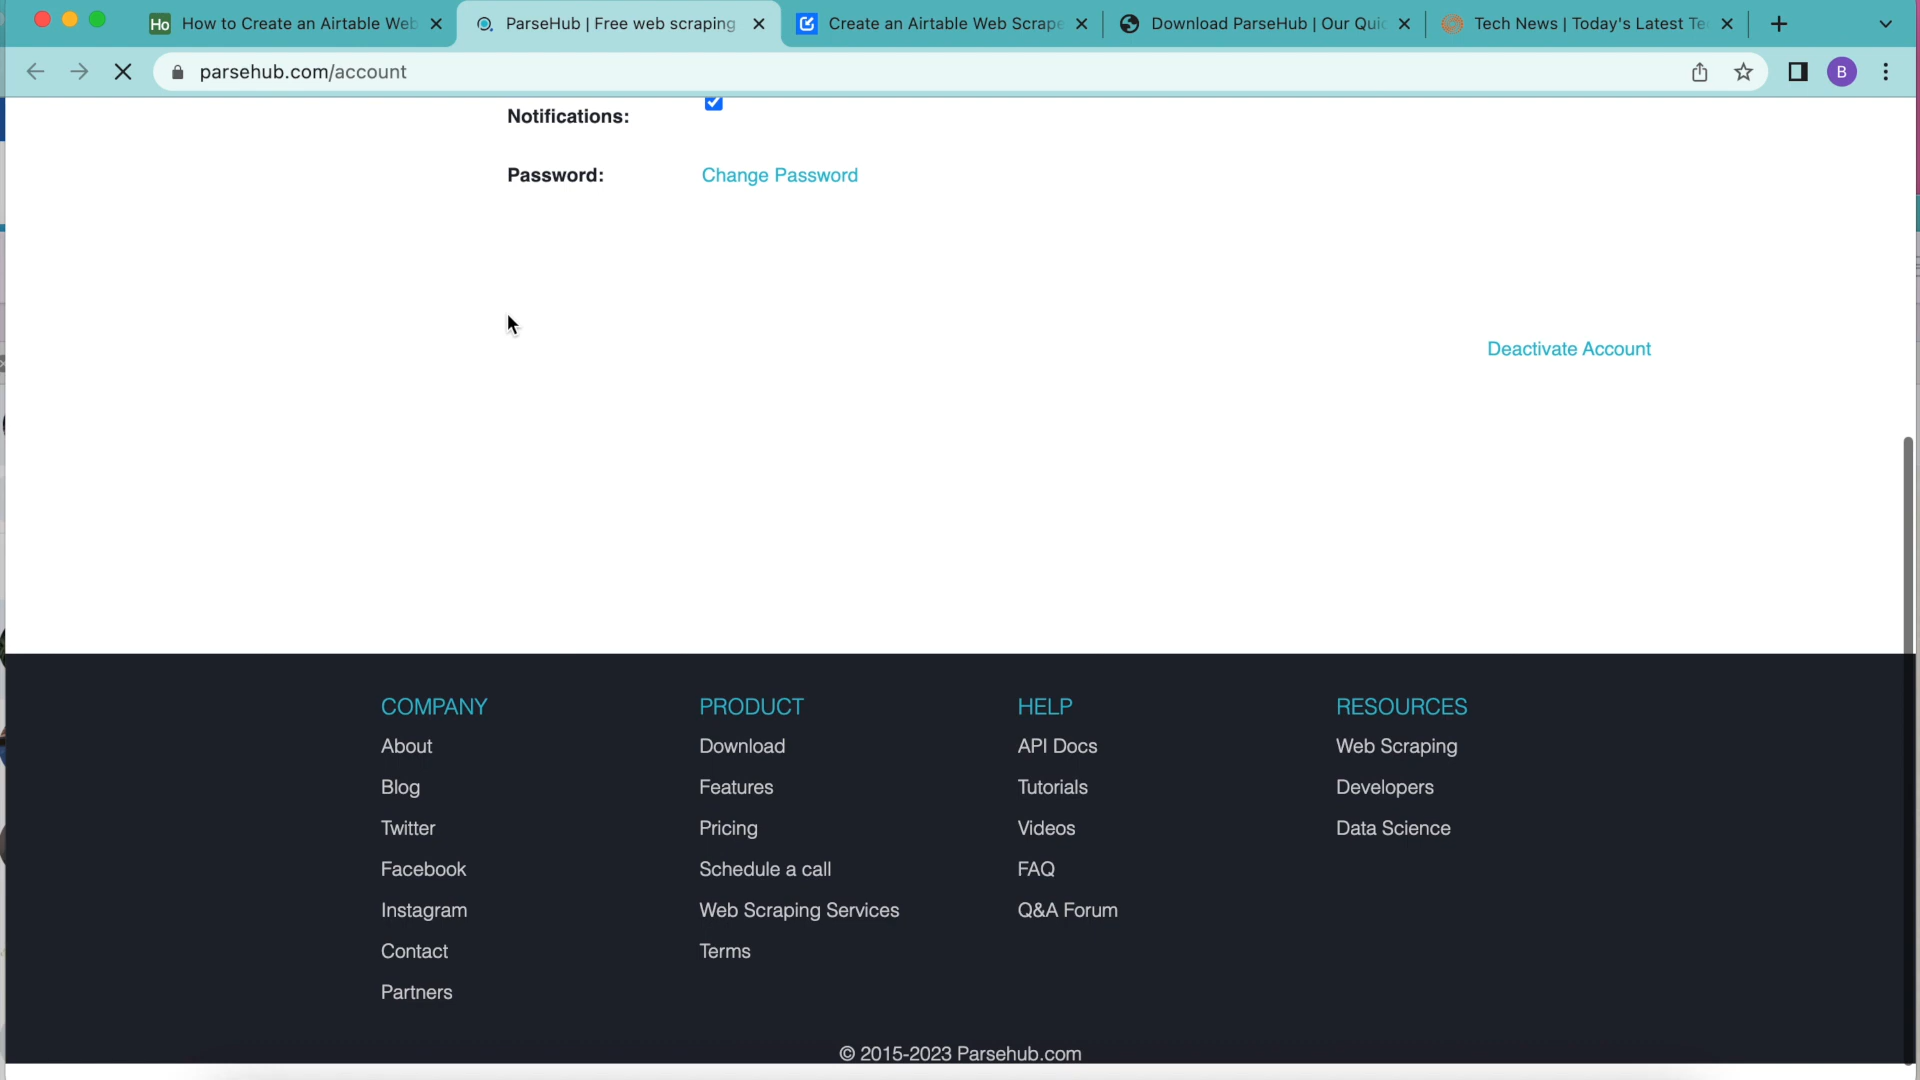 Ho How to Create an Airtable Web
ParseHub | Free web scraping
Create an Airtable Web Scrape
Download ParseHub | Our Quic
Tech News | Today's Latest Te
parsehub.com/account
B
Notifications:
Password: Change Password
Deactivate Account
COMPANY
About
Blog
Twitter
Facebook
Instagram
Contact
Partners
PRODUCT
Download
Features
Pricing
Schedule a call
Web Scraping Services
Terms
HELP
API Docs
Tutorials
Videos
FAQ
Q&A Forum
RESOURCES
Web Scraping
Developers
Data Science
© 2015-2023 Parsehub.com